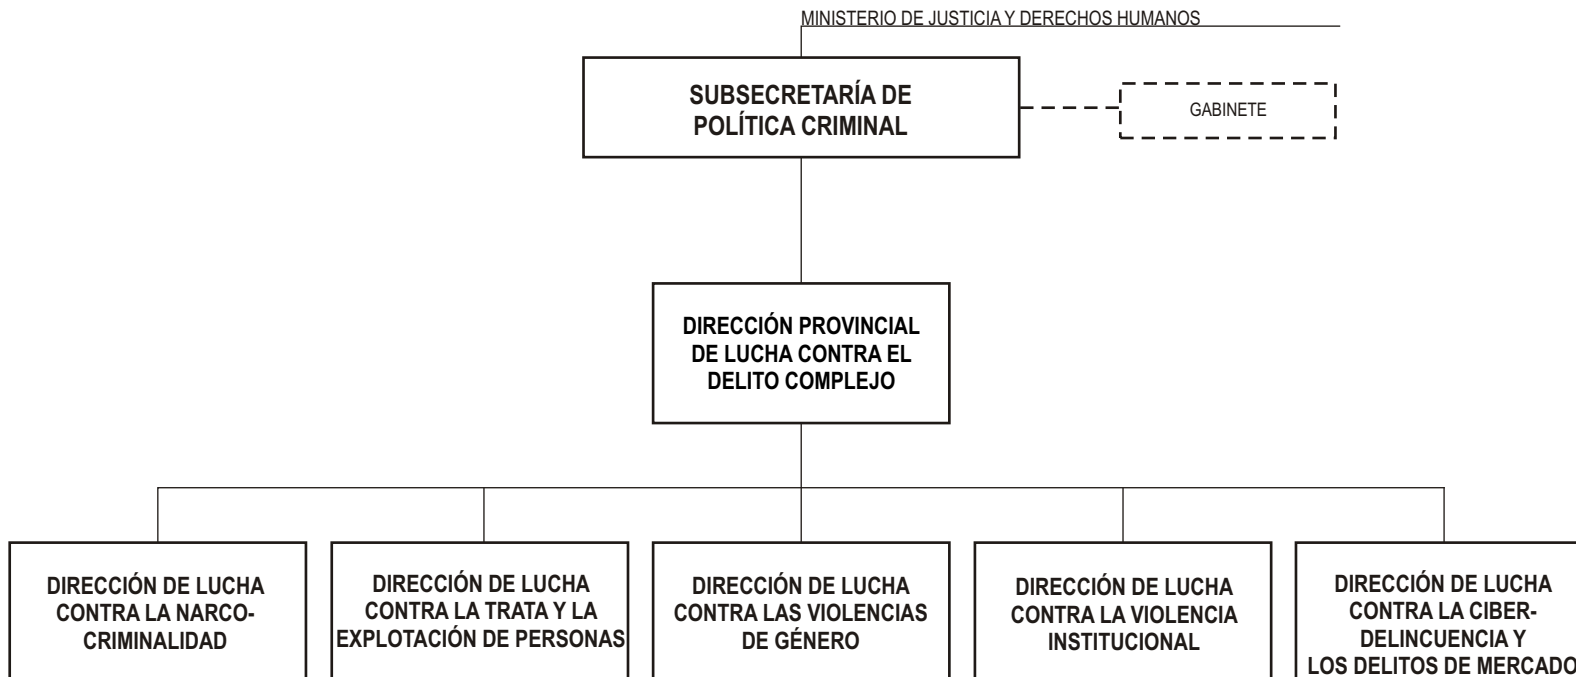 MINISTERIO DE JUSTICIA Y DERECHOS HUMANOS
SUBSECRETARÍA DE
POLÍTICA CRIMINAL
GABINETE
DIRECCIÓN PROVINCIAL
DE LUCHA CONTRA EL
DELITO COMPLEJO
DIRECCIÓN DE LUCHA
CONTRA LA NARCO-
CRIMINALIDAD
DIRECCIÓN DE LUCHA
CONTRA LA TRATA Y LA
EXPLOTACIÓN DE PERSONAS
DIRECCIÓN DE LUCHA
CONTRA LAS VIOLENCIAS
DE GÉNERO
DIRECCIÓN DE LUCHA
CONTRA LA VIOLENCIA
INSTITUCIONAL
DIRECCIÓN DE LUCHA
CONTRA LA CIBER-
DELINCUENCIA Y
LOS DELITOS DE MERCADO